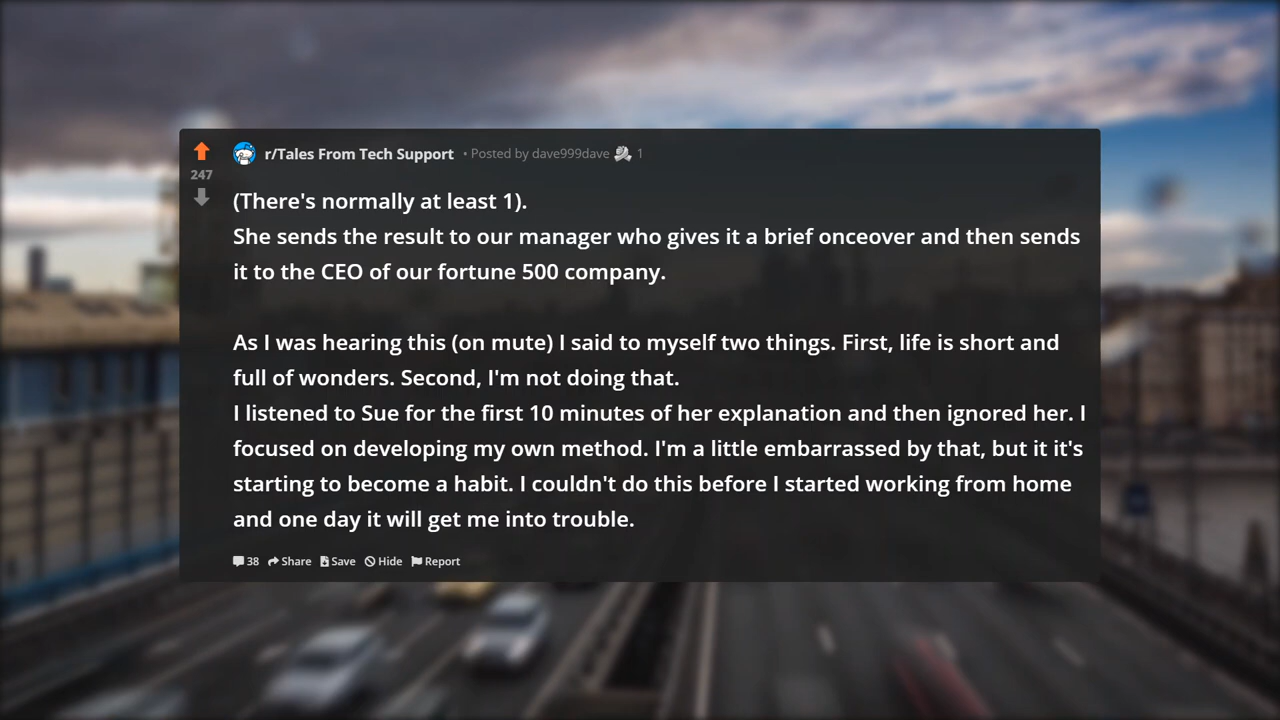 r/Tales From Tech Support • Posted by dave999dave 1
247
(There's normally at least 1).
She sends the result to our manager who gives it a brief onceover and then sends
it to the CEO of our fortune 500 company.
As I was hearing this (on mute) I said to myself two things. First, life is short and
full of wonders. Second, I'm not doing that.
I listened to Sue for the first 10 minutes of her explanation and then ignored her. I
focused on developing my own method. I'm a little embarrassed by that, but it it's
starting to become a habit. I couldn't do this before I started working from home
and one day it will get me into trouble.
38 Share Save Hide Report